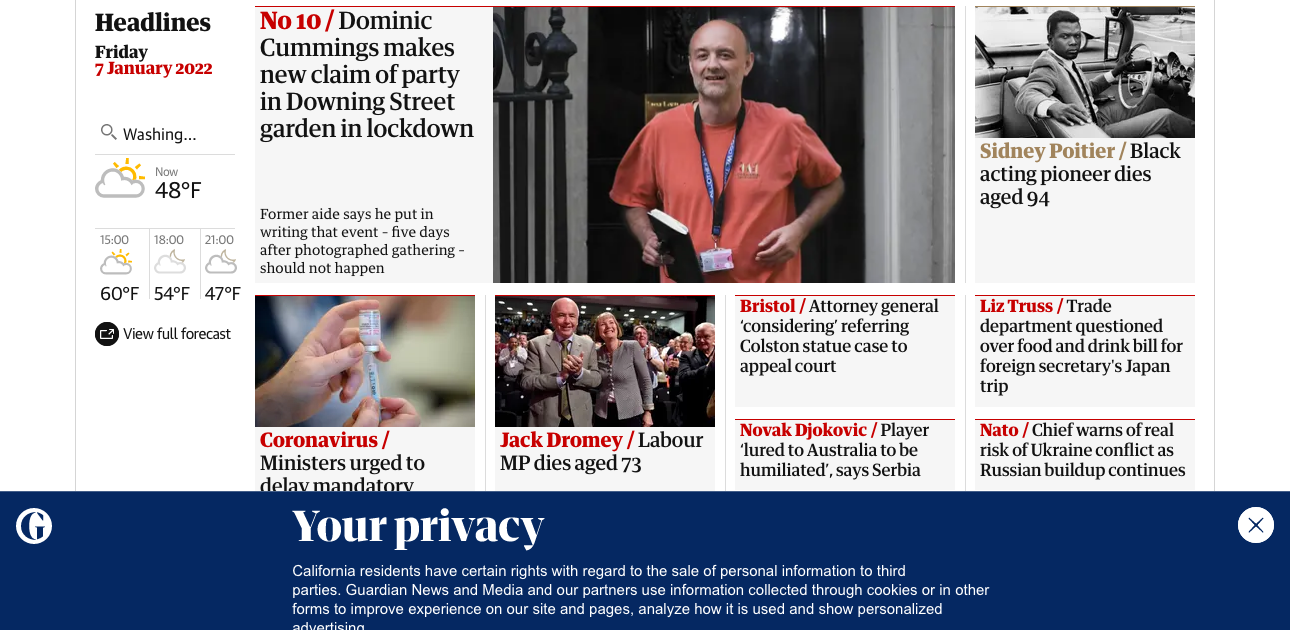 Headlines
Friday
7 January 2022
Washing...
Now
48°F
15:00
18:00
21:00
60°F
54°F
47°F
View full forecast
No 10 / Dominic
Cummings makes
new claim of party
in Downing Street
garden in lockdown
Former aide says he put in
writing that event – five days
after photographed gathering –
should not happen
Sidney Poitier / Black
acting pioneer dies
aged 94
Coronavirus /
Ministers urged to
delay mandatory
Jack Dromey / Labour
MP dies aged 73
Bristol / Attorney general
‘considering’ referring
Colston statue case to
appeal court
Liz Truss / Trade
department questioned
over food and drink bill for
foreign secretary's Japan
trip
Novak Djokovic / Player
‘lured to Australia to be
humiliated’, says Serbia
Nato / Chief warns of real
risk of Ukraine conflict as
Russian buildup continues
G
Your privacy
California residents have certain rights with regard to the sale of personal information to third
parties. Guardian News and Media and our partners use information collected through cookies or in other
forms to improve experience on our site and pages, analyze how it is used and show personalized
advertising.